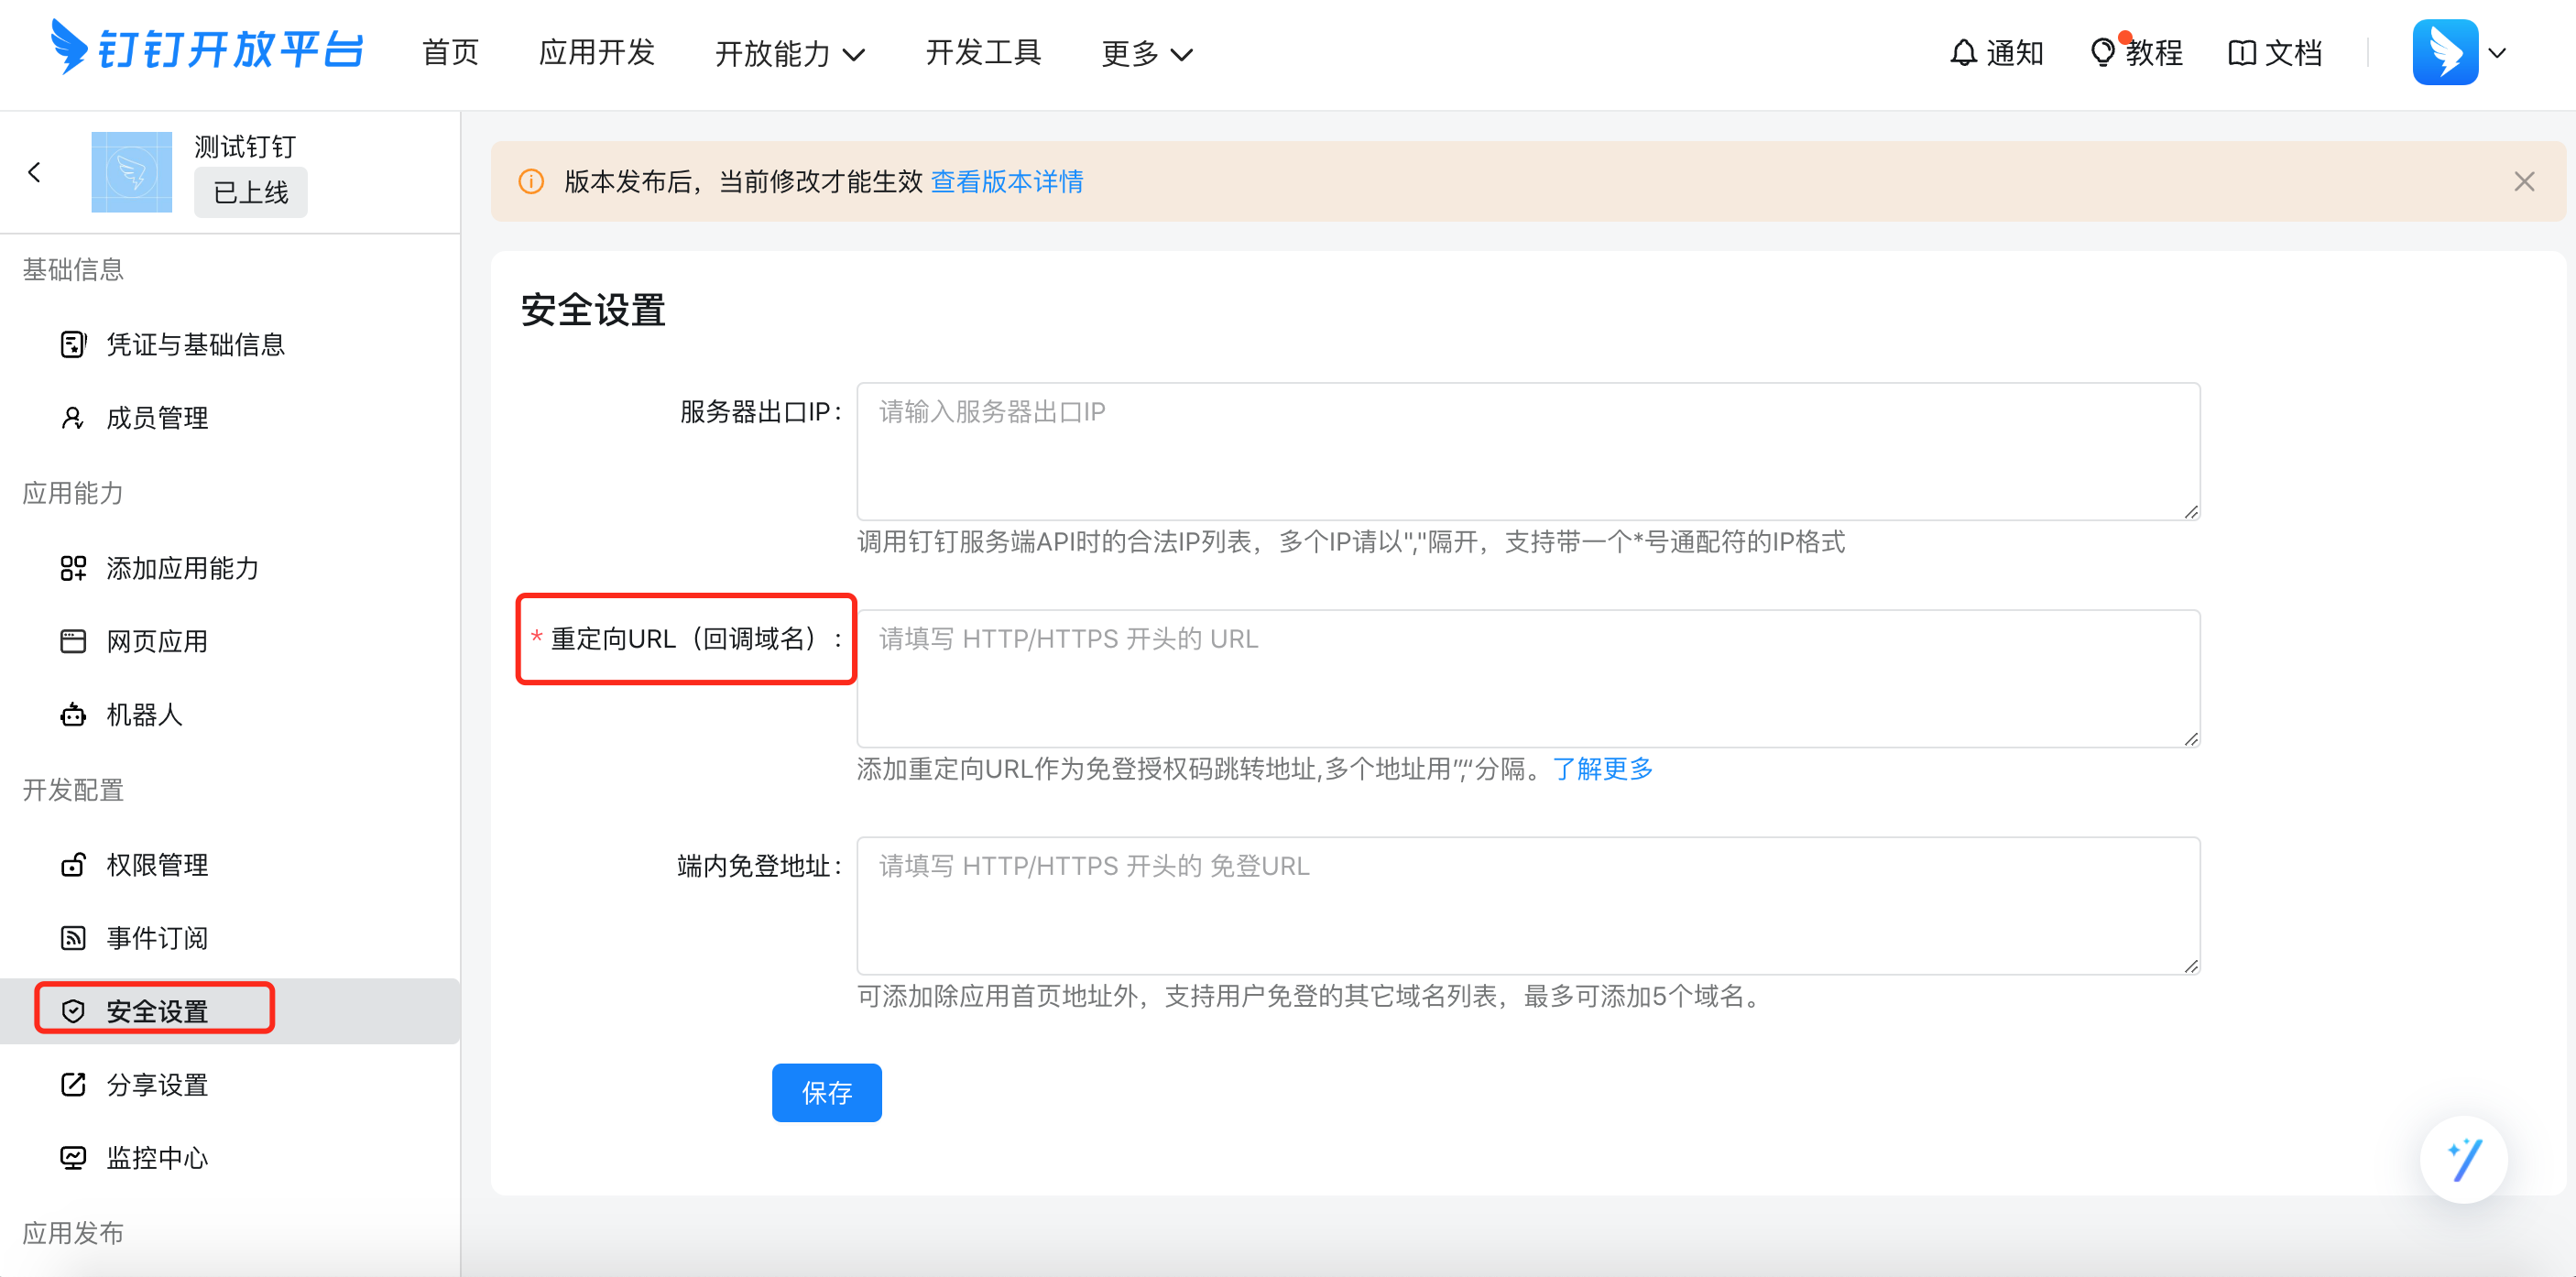 钉钉开放平台 首页 应用开发 开放能力 开发工具 更多 通知 教程 文档
测试钉钉
已上线
基础信息
凭证与基础信息
成员管理
应用能力
添加应用能力
网页应用
机器人
开发配置
权限管理
事件订阅
安全设置
分享设置
监控中心
应用发布
版本发布后，当前修改才能生效 查看版本详情
安全设置
服务器出口IP： 请输入服务器出口IP
调用钉钉服务端API时的合法IP列表，多个IP请以","隔开，支持带一个*号通配符的IP格式
* 重定向URL（回调域名）： 请填写 HTTP/HTTPS 开头的 URL
添加重定向URL作为免登授权码跳转地址,多个地址用”,“分隔。了解更多
端内免登地址： 请填写 HTTP/HTTPS 开头的 免登URL
可添加除应用首页地址外，支持用户免登的其它域名列表，最多可添加5个域名。
保存